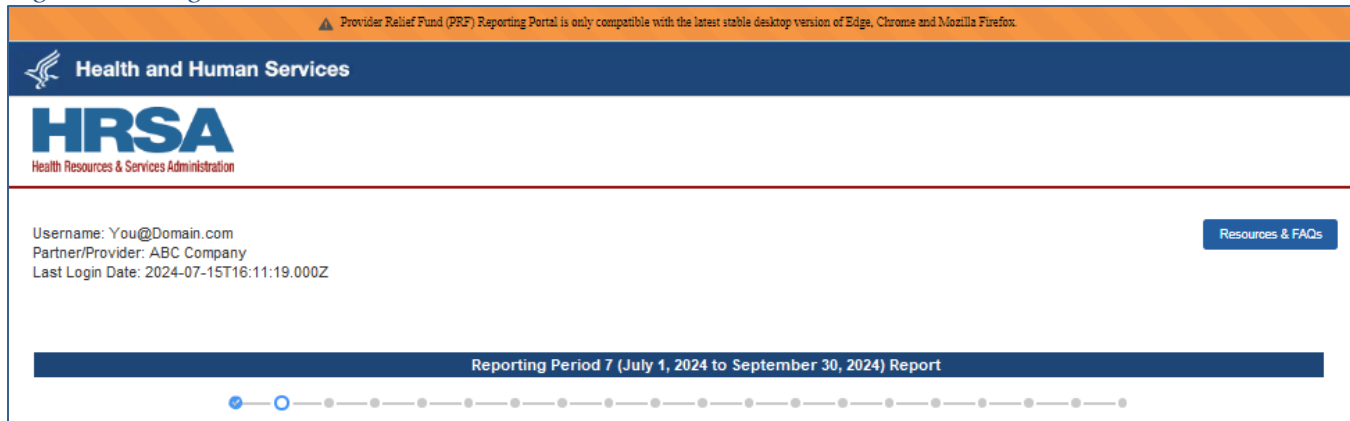 Provider Relief Fund (PRF) Reporting Portal is only compatible with the latest stable desktop version of Edge, Chrome and Mozilla Firefox.
Health and Human Services
HRSA
Health Resources & Services Administration
Username: You@Domain.com
Resources & FAQs
Partner/Provider: ABC Company
Last Login Date: 2024-07-15T16:11:19.000Z
Reporting Period 7 (July 1, 2024 to September 30, 2024) Report